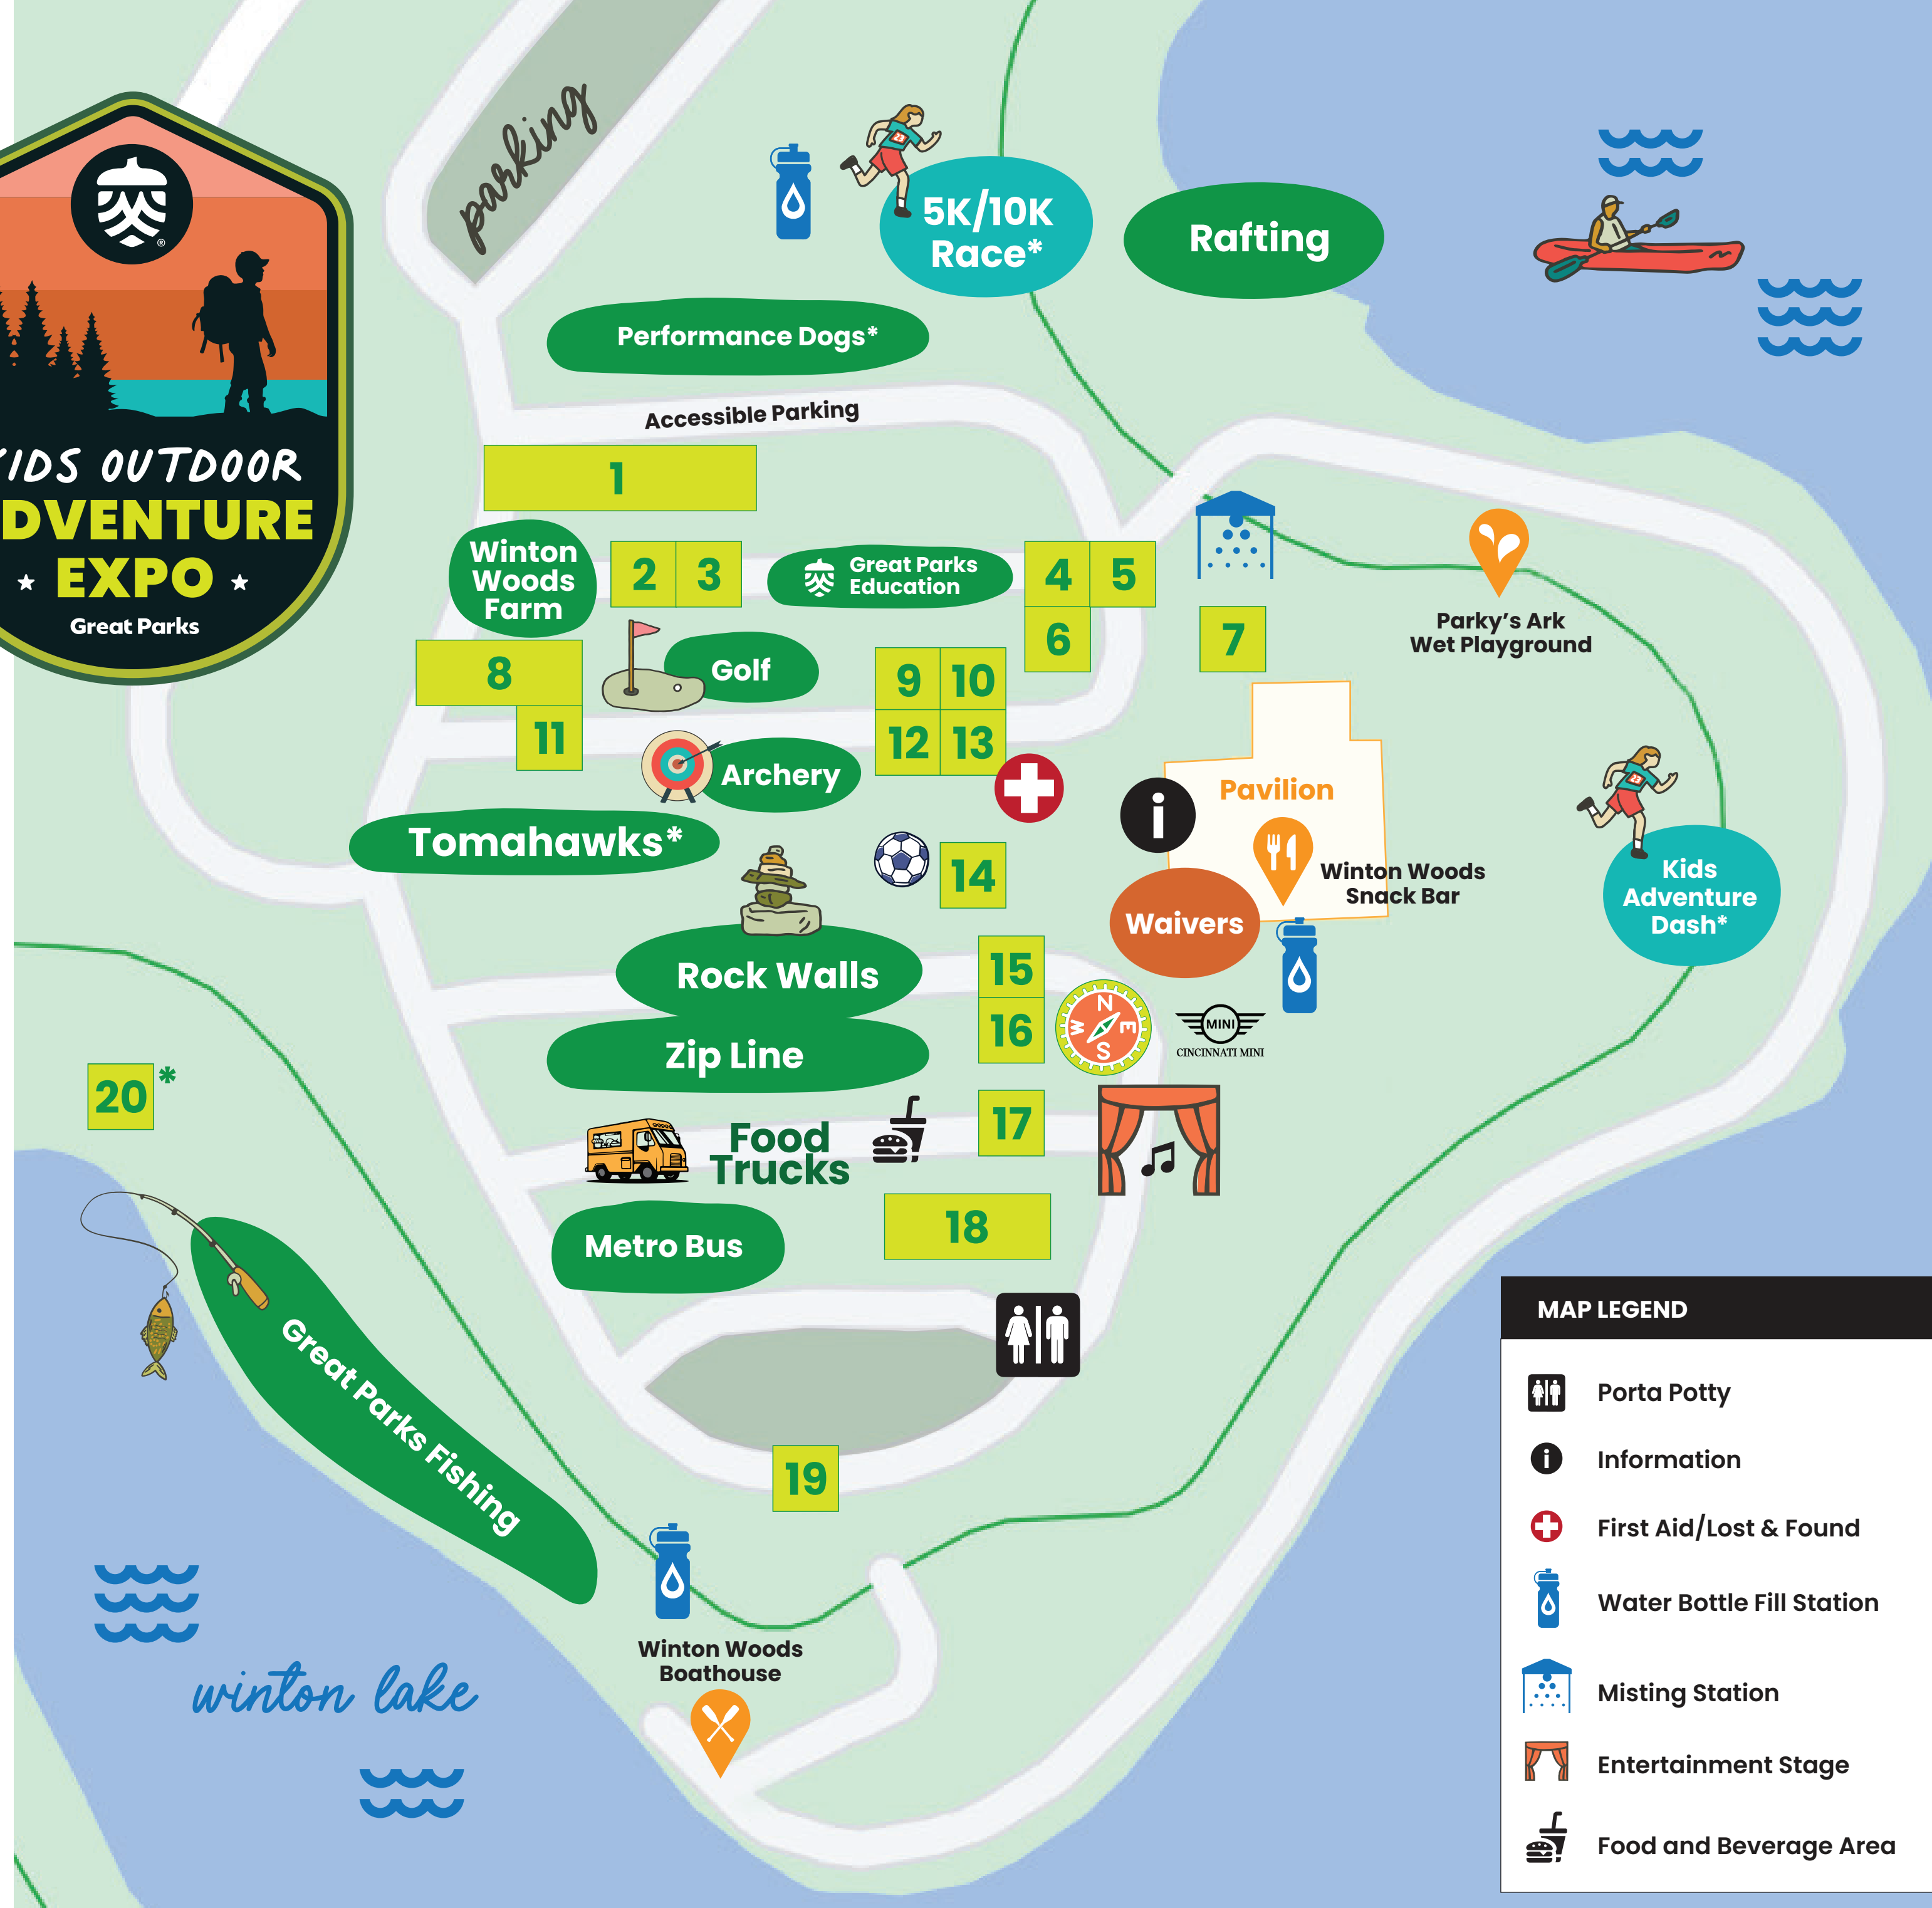 parking
23
5K/10K
Race*
Rafting
Performance Dogs*
Accessible Parking
KIDS OUTDOOR
DVENTURE
EXPO
Great Parks
®
1
Winton
Woods
Farm
2
3
Great Parks
Education
4
5
6
7
Parky's Ark
Wet Playground
8
Golf
9
10
11
12
13
Archery
Tomahawks*
14
i
Pavilion
Winton Woods
Snack Bar
Waivers
23
Kids
Adventure
Dash*
Rock Walls
15
16
N
E
S
W
MINI
CINCINNATI MINI
Zip Line
20*
Food
Trucks
17
Metro Bus
18
Great Parks Fishing
19
Winton Woods
Boathouse
winton lake
MAP LEGEND
Porta Potty
i
Information
First Aid/Lost & Found
Water Bottle Fill Station
Misting Station
Entertainment Stage
Food and Beverage Area